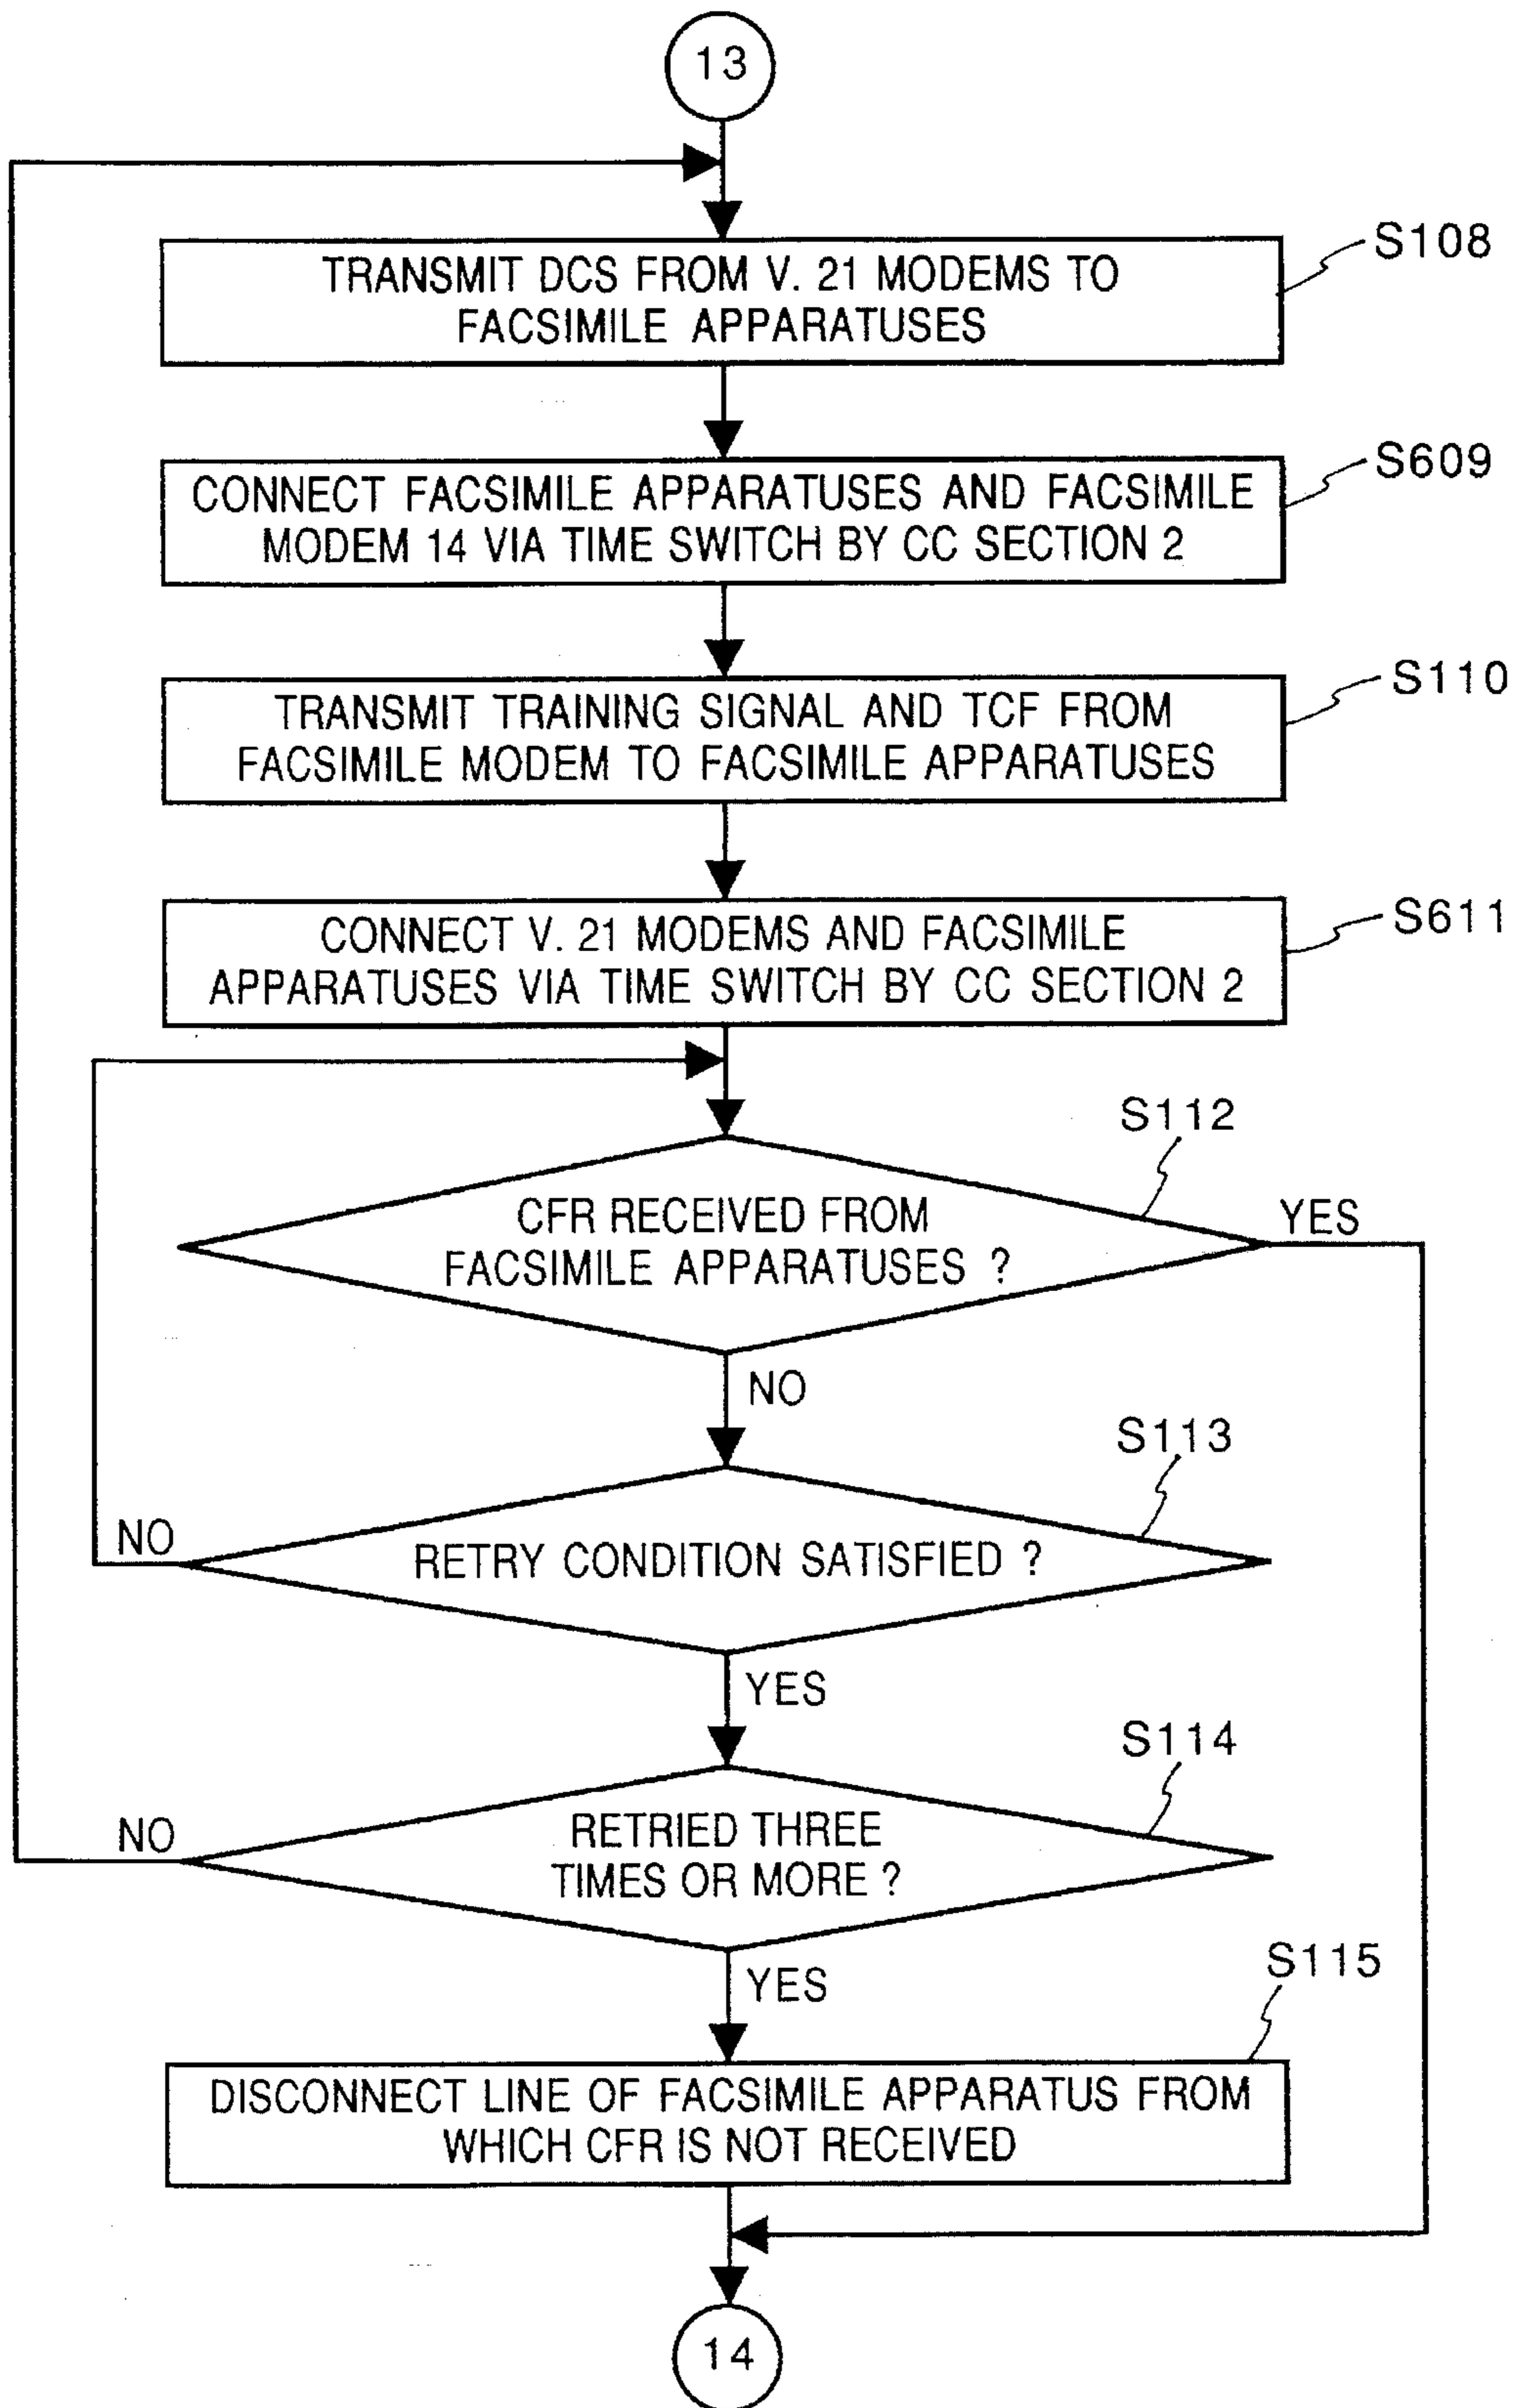 13
S108
TRANSMIT DCS FROM V. 21 MODEMS TO
FACSIMILE APPARATUSES
S609
CONNECT FACSIMILE APPARATUSES AND FACSIMILE
MODEM 14 VIA TIME SWITCH BY CC SECTION 2
S110
TRANSMIT TRAINING SIGNAL AND TCF FROM
FACSIMILE MODEM TO FACSIMILE APPARATUSES
S611
CONNECT V. 21 MODEMS AND FACSIMILE
APPARATUSES VIA TIME SWITCH BY CC SECTION 2
S112
CFR RECEIVED FROM
FACSIMILE APPARATUSES ?
YES
NO
S113
NO
RETRY CONDITION SATISFIED ?
YES
S114
NO
RETRIED THREE
TIMES OR MORE ?
YES
S115
DISCONNECT LINE OF FACSIMILE APPARATUS FROM
WHICH CFR IS NOT RECEIVED
14